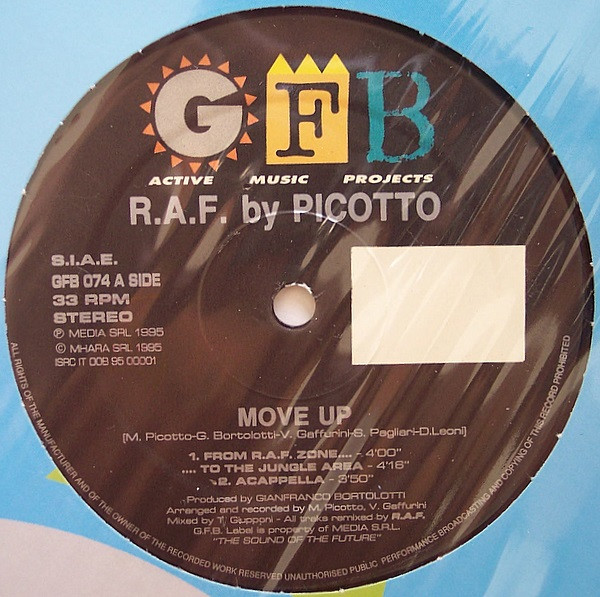 GFB
ACTIVE MUSIC PROJECTS
R.A.F. by PICOTTO
S.I.A.E.
GFB 074 A SIDE
33 RPM
STEREO
℗ MEDIA SRL 1995
© MHARA SRL 1995
ISRC IT 00B 95 00001
MOVE UP
(M. Picotto-G. Bortolotti-V. Gaffurini-S. Pagliari-D.Leoni)
1. FROM R.A.F. ZONE.... - 4'00"
.... TO THE JUNGLE AREA - 4'16"
2. ACAPPELLA - 3'50"
Produced by GIANFRANCO BORTOLOTTI
Arranged and recorded by M. Picotto, V. Gaffurini
Mixed by T. Giupponi - All traks remixed by R.A.F.
G.F.B. Label is property of MEDIA S.R.L.
"THE SOUND OF THE FUTURE"
ALL RIGHTS OF THE MANUFACTURER AND OF THE OWNER OF THE RECORDED WORK RESERVED UNAUTHORISED PUBLIC PERFORMANCE BROADCASTING AND COPYING OF THIS RECORD PROHIBITED